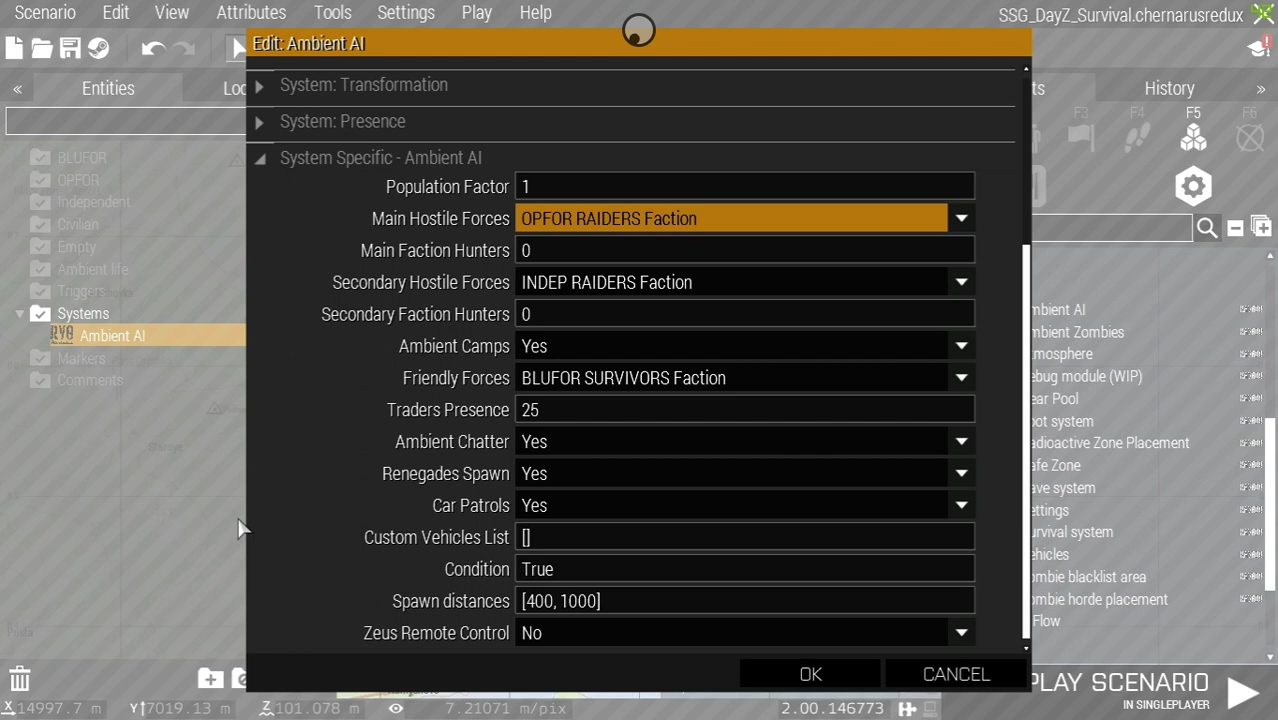 Scenario Edit View Attributes Tools Settings Play Help SSG_DayZ_Survival.chernarusredux
Edit: Ambient AI
« Entities Lo ts History »
System: Transformation
System: Presence
F3 F4 F5 F6
System Specific - Ambient AI
BLUFOR
OPFOR
Independent
Civilian
Empty
Ambient life
Triggers
Systems
Ambient AI
Markers
Comments
Population Factor 1
Main Hostile Forces OPFOR RAIDERS Faction
Main Faction Hunters 0
Secondary Hostile Forces INDEP RAIDERS Faction
Secondary Faction Hunters 0
Ambient Camps Yes
Friendly Forces BLUFOR SURVIVORS Faction
Traders Presence 25
Ambient Chatter Yes
Renegades Spawn Yes
Car Patrols Yes
Custom Vehicles List []
Condition True
Spawn distances [400, 1000]
Zeus Remote Control No
OK CANCEL
mbient AI
mbient Zombies
tmosphere
ebug module (WIP)
ear Pool
oot system
adioactive Zone Placement
afe Zone
ave system
ettings
urvival system
ehicles
ombie blacklist area
ombie horde placement
Flow
PLAY SCENARIO
IN SINGLEPLAYER
X 14997.7 m Y 7019.13 m Z 101.078 m 7.21071 m/pix 2.00.146773